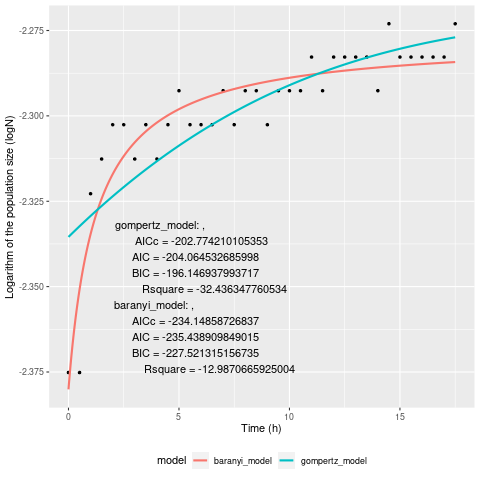 -2.275
-2.300
-2.325
-2.350
-2.375
Logarithm of the population size (logN)
gompertz_model: ,
AICc = -202.774210105353
AIC = -204.064532685998
BIC = -196.146937993717
Rsquare = -32.436347760534
baranyi_model: ,
AICc = -234.14858726837
AIC = -235.438909849015
BIC = -227.521315156735
Rsquare = -12.9870665925004
0 5 10 15
Time (h)
model baranyi_model gompertz_model